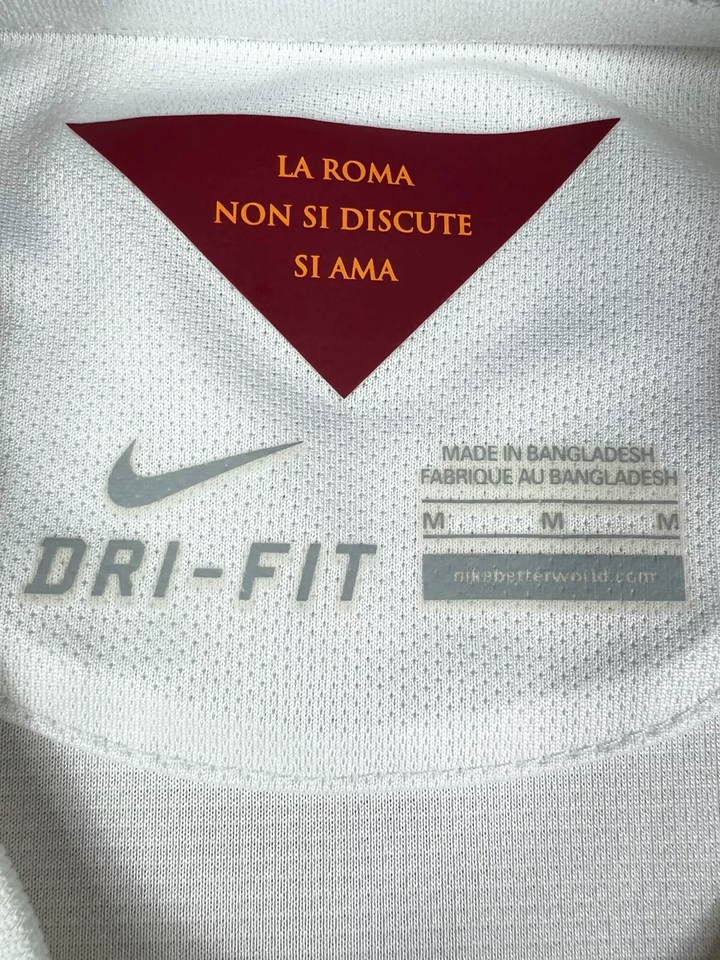 LA ROMA
NON SI DISCUTE
SI AMA
DRI-FIT
MADE IN BANGLADESH
FABRIQUE AU BANGLADESH
M M M
nikebetterworld.com